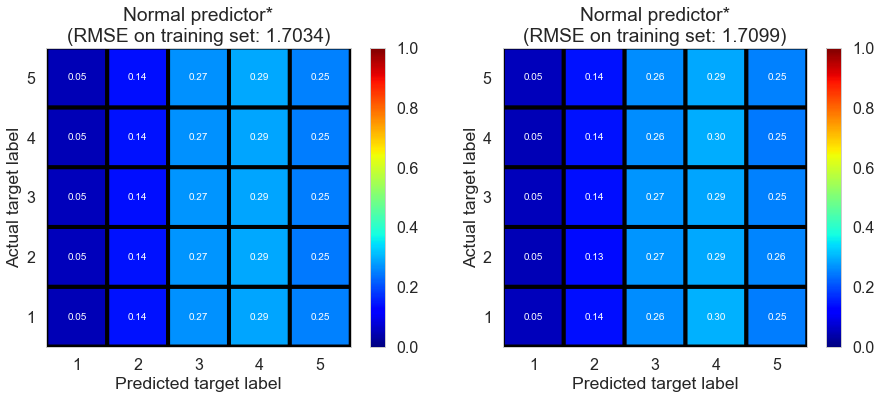 Normal predictor*
(RMSE on training set: 1.7034)
Actual target label
5 0.05 0.14 0.27 0.29 0.25
4 0.05 0.14 0.27 0.29 0.25
3 0.05 0.14 0.27 0.29 0.25
2 0.05 0.14 0.27 0.29 0.25
1 0.05 0.14 0.27 0.29 0.25
1 2 3 4 5
Predicted target label
1.0
0.8
0.6
0.4
0.2
0.0
Normal predictor*
(RMSE on training set: 1.7099)
Actual target label
5 0.05 0.14 0.26 0.29 0.25
4 0.05 0.14 0.26 0.30 0.25
3 0.05 0.14 0.27 0.29 0.25
2 0.05 0.13 0.27 0.29 0.26
1 0.05 0.14 0.26 0.30 0.25
1 2 3 4 5
Predicted target label
1.0
0.8
0.6
0.4
0.2
0.0